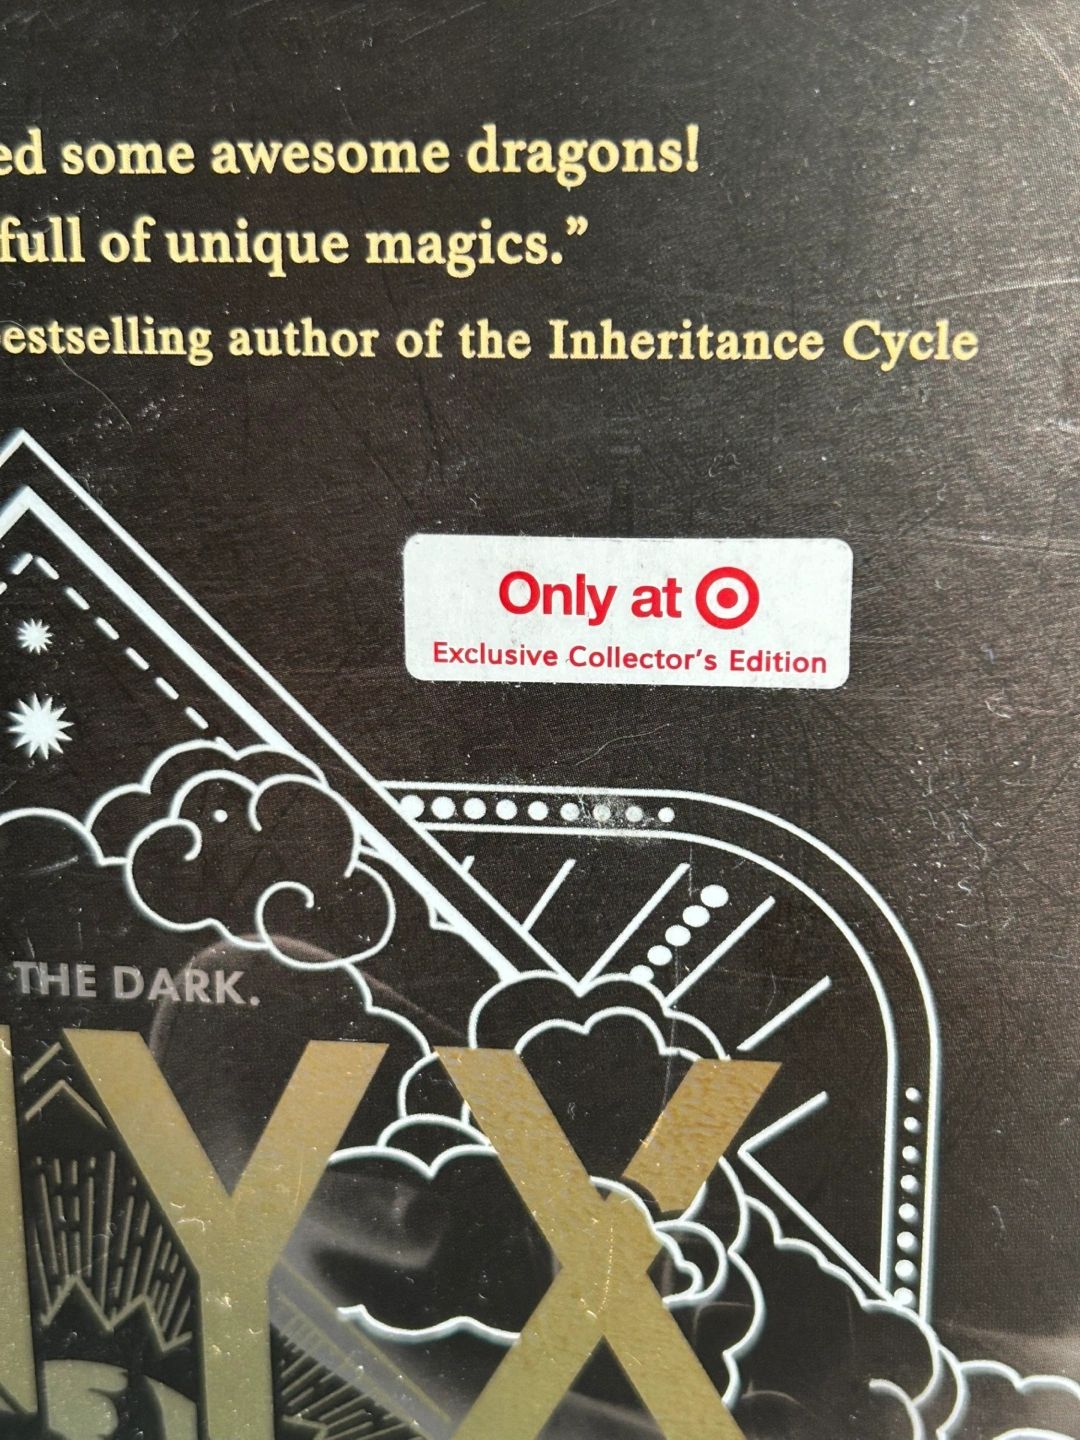 ed some awesome dragons!
full of unique magics.”
bestselling author of the Inheritance Cycle
Only at
Exclusive Collector's Edition
THE DARK.
YX